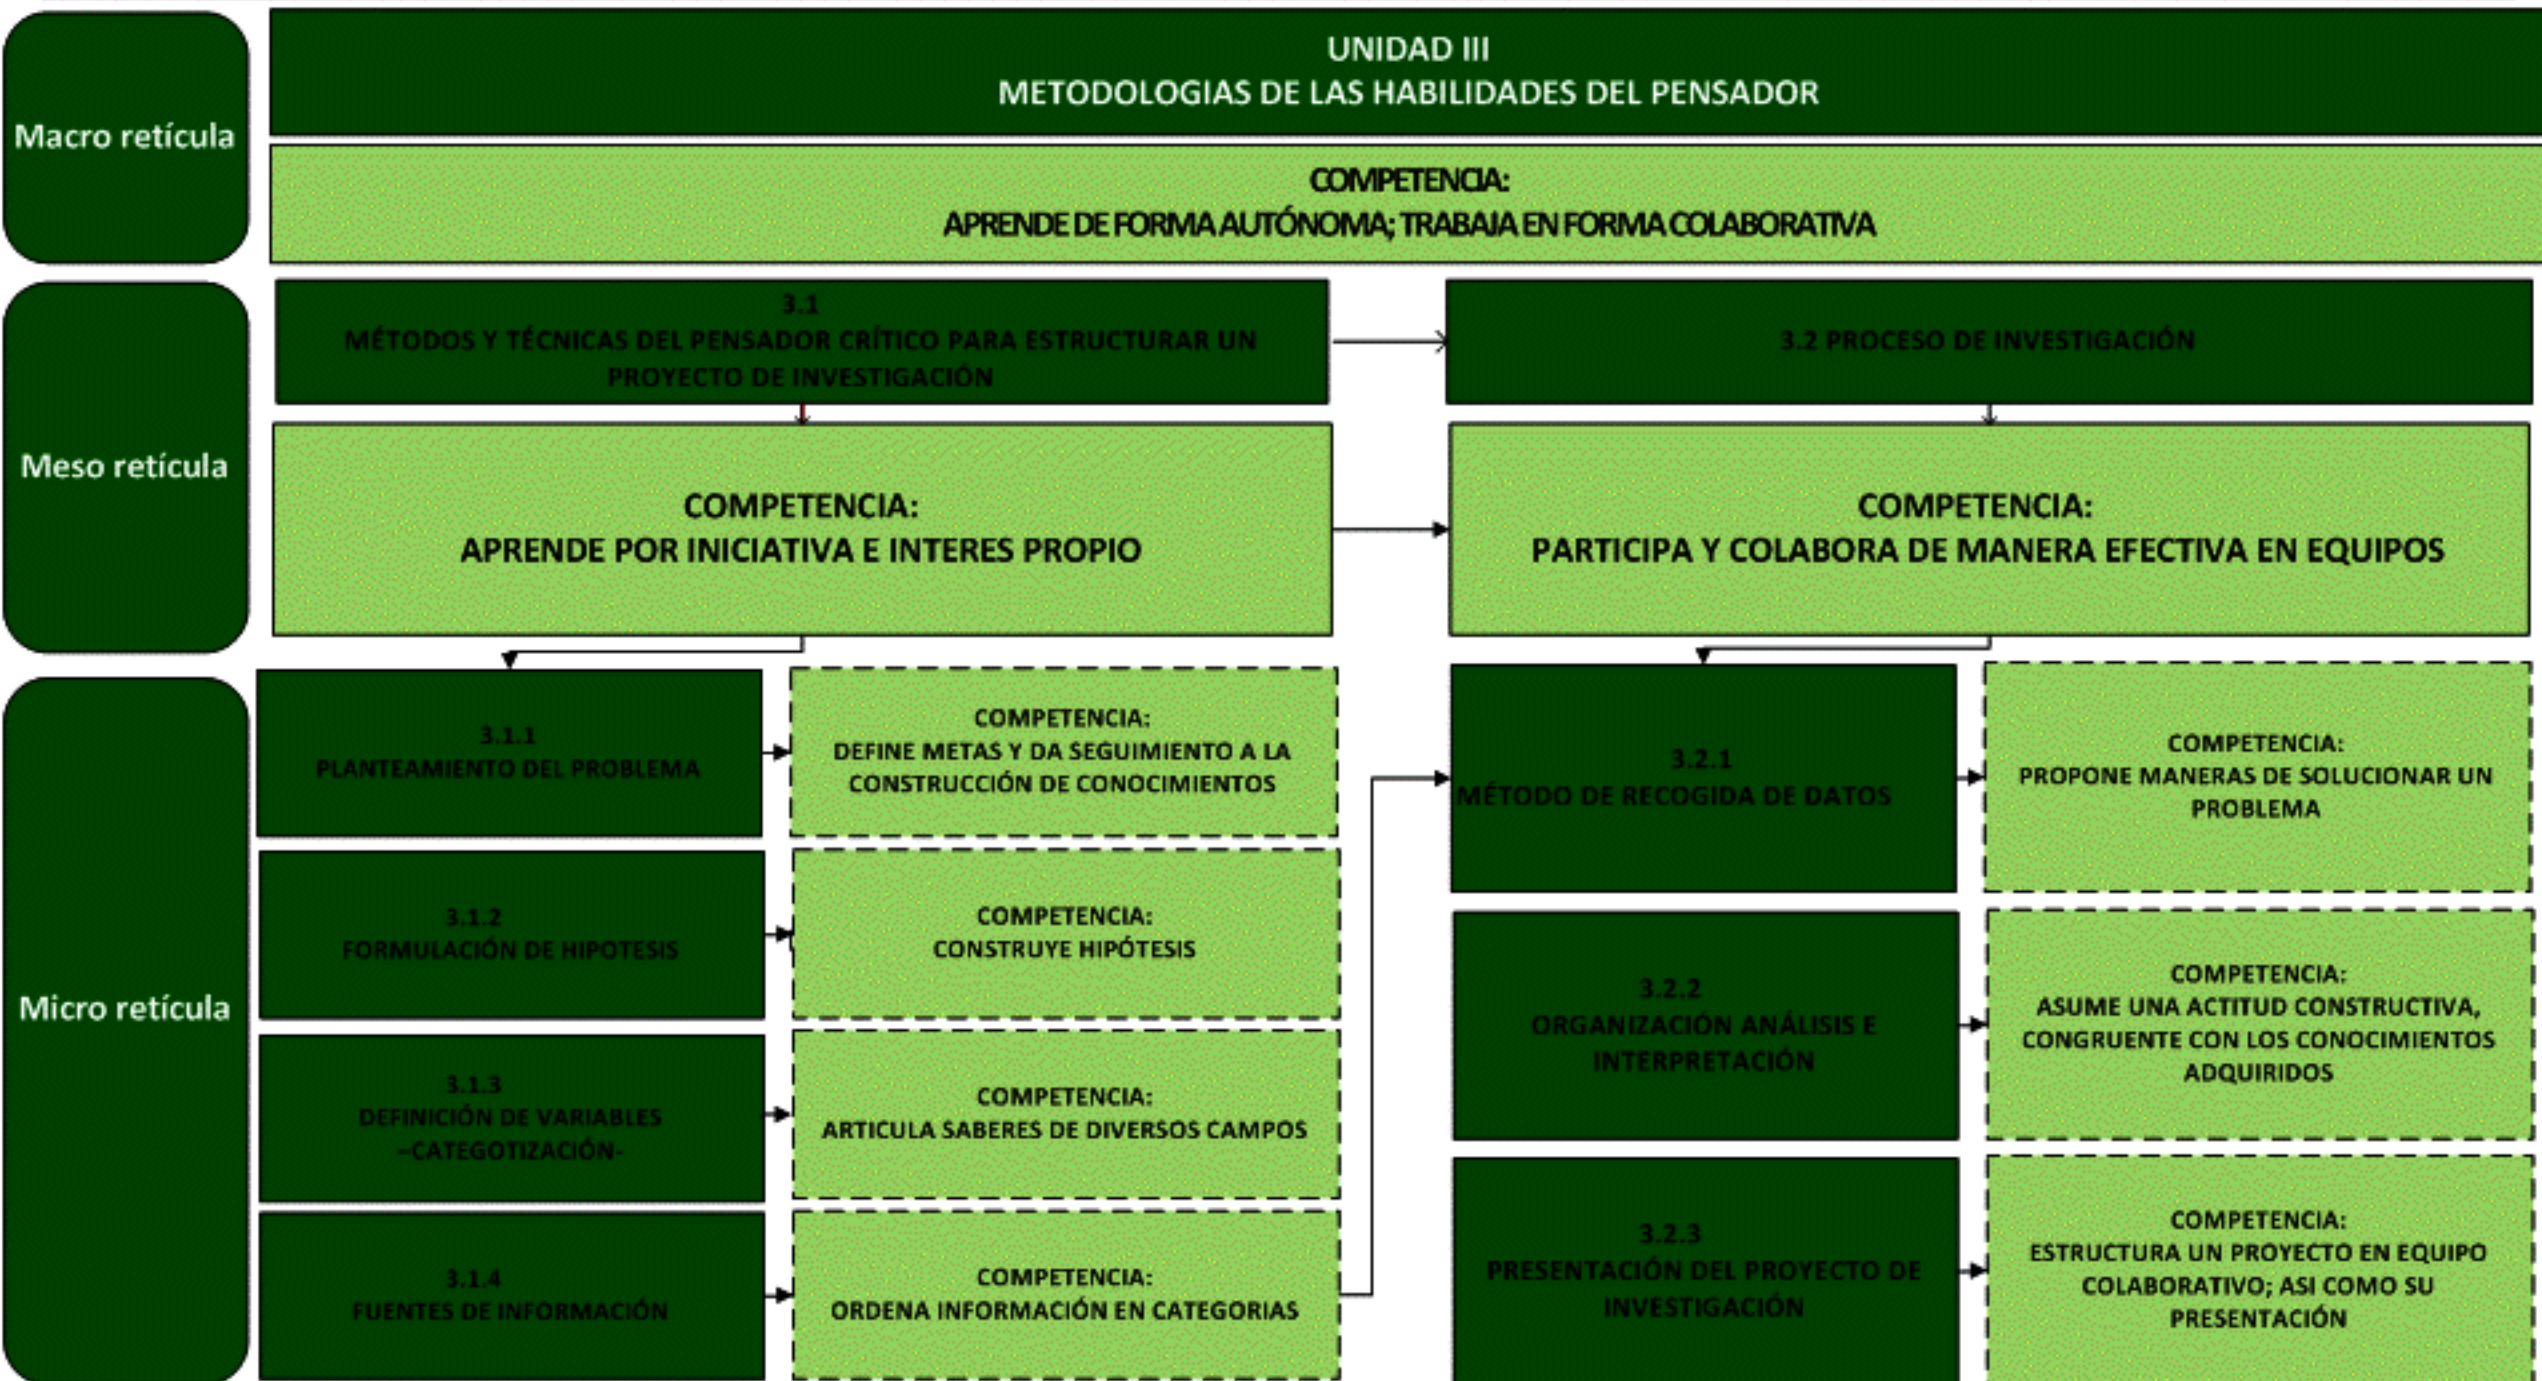 Macro retícula
UNIDAD III
METODOLOGIAS DE LAS HABILIDADES DEL PENSADOR
COMPETENCIA:
APRENDE DE FORMA AUTÓNOMA; TRABAJA EN FORMA COLABORATIVA
Meso retícula
3.1
MÉTODOS Y TÉCNICAS DEL PENSADOR CRÍTICO PARA ESTRUCTURAR UN
PROYECTO DE INVESTIGACIÓN
3.2 PROCESO DE INVESTIGACIÓN
COMPETENCIA:
APRENDE POR INICIATIVA E INTERES PROPIO
COMPETENCIA:
PARTICIPA Y COLABORA DE MANERA EFECTIVA EN EQUIPOS
Micro retícula
3.1.1
PLANTEAMIENTO DEL PROBLEMA
COMPETENCIA:
DEFINE METAS Y DA SEGUIMIENTO A LA
CONSTRUCCIÓN DE CONOCIMIENTOS
3.1.2
FORMULACIÓN DE HIPOTESIS
COMPETENCIA:
CONSTRUYE HIPÓTESIS
3.1.3
DEFINICIÓN DE VARIABLES
–CATEGOTIZACIÓN-
COMPETENCIA:
ARTICULA SABERES DE DIVERSOS CAMPOS
3.1.4
FUENTES DE INFORMACIÓN
COMPETENCIA:
ORDENA INFORMACIÓN EN CATEGORIAS
3.2.1
MÉTODO DE RECOGIDA DE DATOS
COMPETENCIA:
PROPONE MANERAS DE SOLUCIONAR UN
PROBLEMA
3.2.2
ORGANIZACIÓN ANÁLISIS E
INTERPRETACIÓN
COMPETENCIA:
ASUME UNA ACTITUD CONSTRUCTIVA,
CONGRUENTE CON LOS CONOCIMIENTOS
ADQUIRIDOS
3.2.3
PRESENTACIÓN DEL PROYECTO DE
INVESTIGACIÓN
COMPETENCIA:
ESTRUCTURA UN PROYECTO EN EQUIPO
COLABORATIVO; ASI COMO SU
PRESENTACIÓN